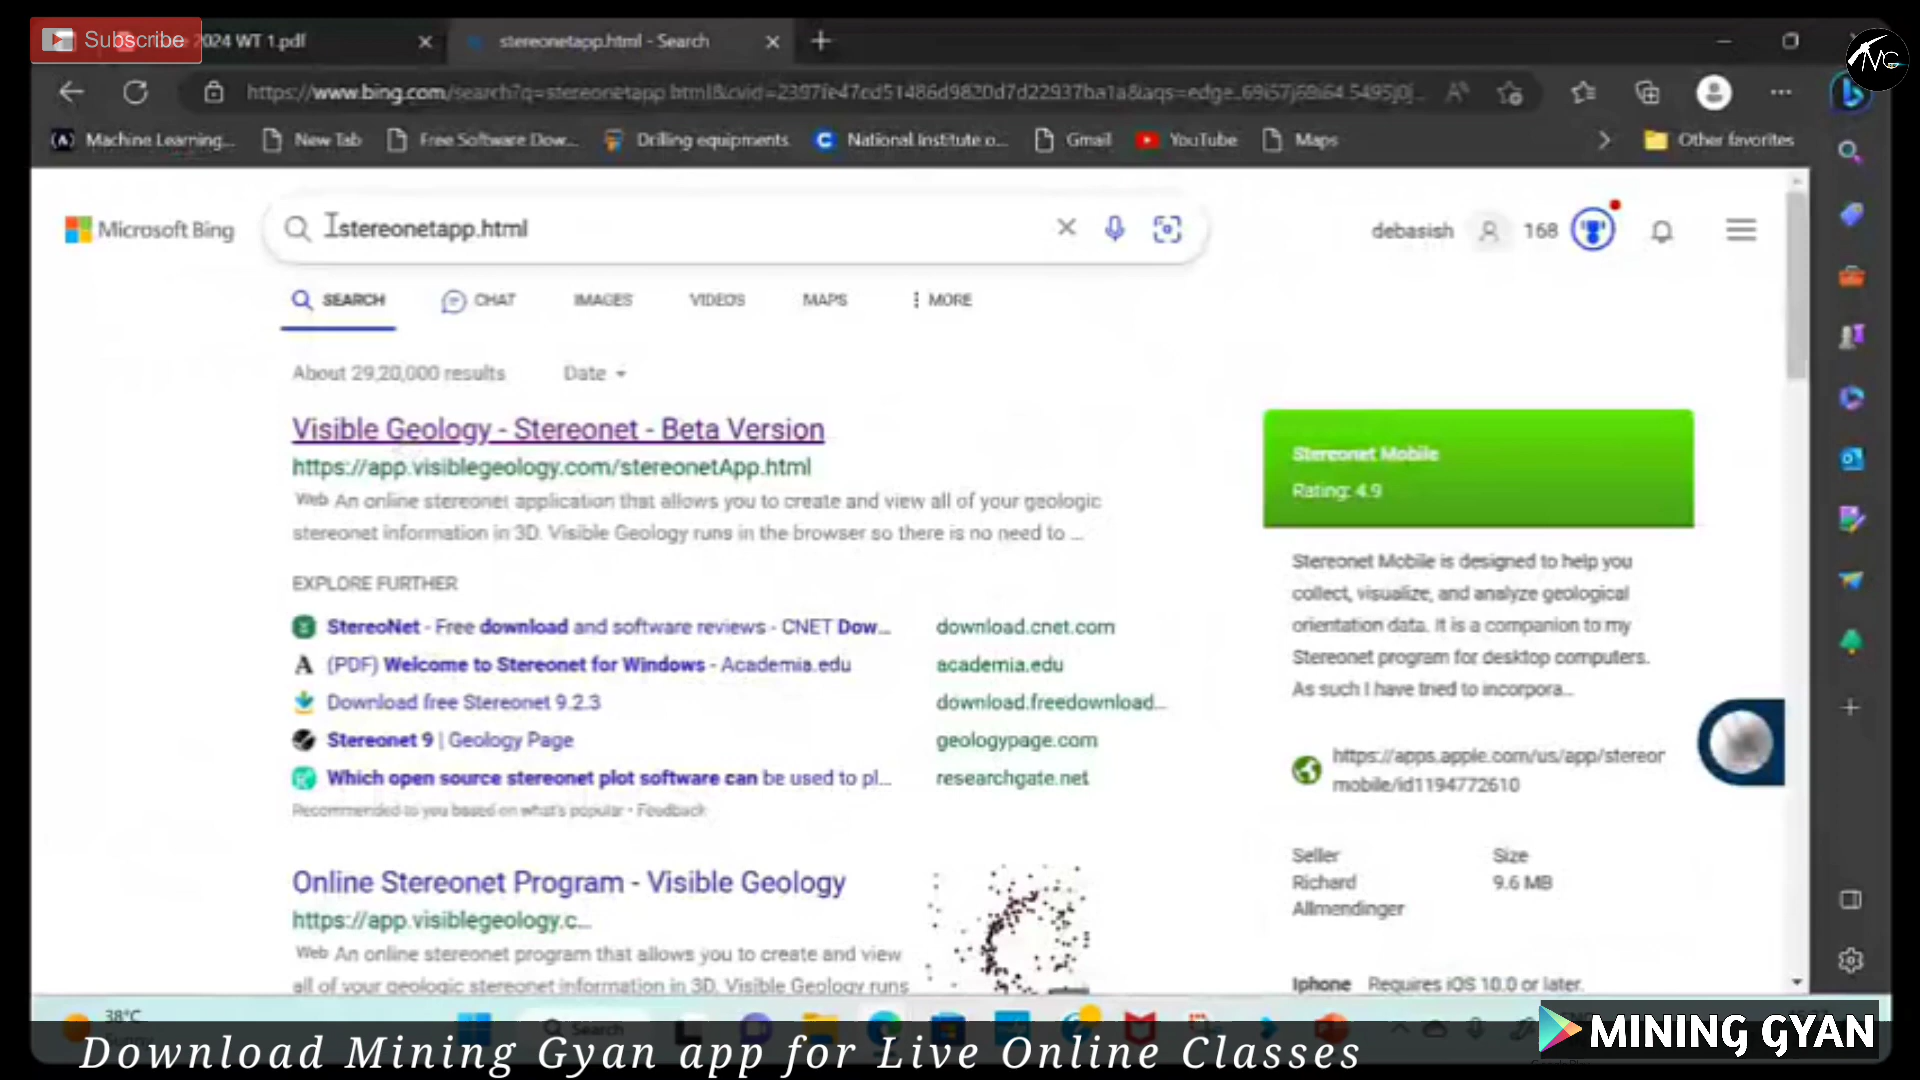 Subscribe
2024 WT 1.pdf
stereonetapp.html - Search
https://www.bing.com/search?q=stereonetapp.html&cvid=
Machine Learning...
New Tab
Free Software Dow...
Drilling equipments
National Institute o...
Gmail
YouTube
Maps
Other favorites
Microsoft Bing
stereonetapp.html
debasish
168
SEARCH
CHAT
IMAGES
VIDEOS
MAPS
MORE
About 29,20,000 results
Date
Visible Geology - Stereonet - Beta Version
https://app.visiblegeology.com/stereonetApp.html
Web An online stereonet application that allows you to create and view all of your geologic
stereonet information in 3D. Visible Geology runs in the browser so there is no need to ...
EXPLORE FURTHER
StereoNet - Free download and software reviews - CNET Dow...
download.cnet.com
(PDF) Welcome to Stereonet for Windows - Academia.edu
academia.edu
Download free Stereonet 9.2.3
download.freedownload...
Stereonet 9 | Geology Page
geologypage.com
Which open source stereonet plot software can be used to pl...
researchgate.net
Recommended to you based on what's popular • Feedback
Online Stereonet Program - Visible Geology
https://app.visiblegeology.c...
Web An online stereonet program that allows you to create and view
all of your geologic stereonet information in 3D. Visible Geology runs
Stereonet Mobile
Rating: 4.9
Stereonet Mobile is designed to help you
collect, visualize, and analyze geological
orientation data. It is a companion to my
Stereonet program for desktop computers.
As such I have tried to incorpora...
https://apps.apple.com/us/app/stereor
mobile/id1194772610
Seller
Size
Richard
9.6 MB
Allmendinger
Iphone Requires iOS 10.0 or later.
38°C
Search
Download Mining Gyan app for Live Online Classes
MINING GYAN